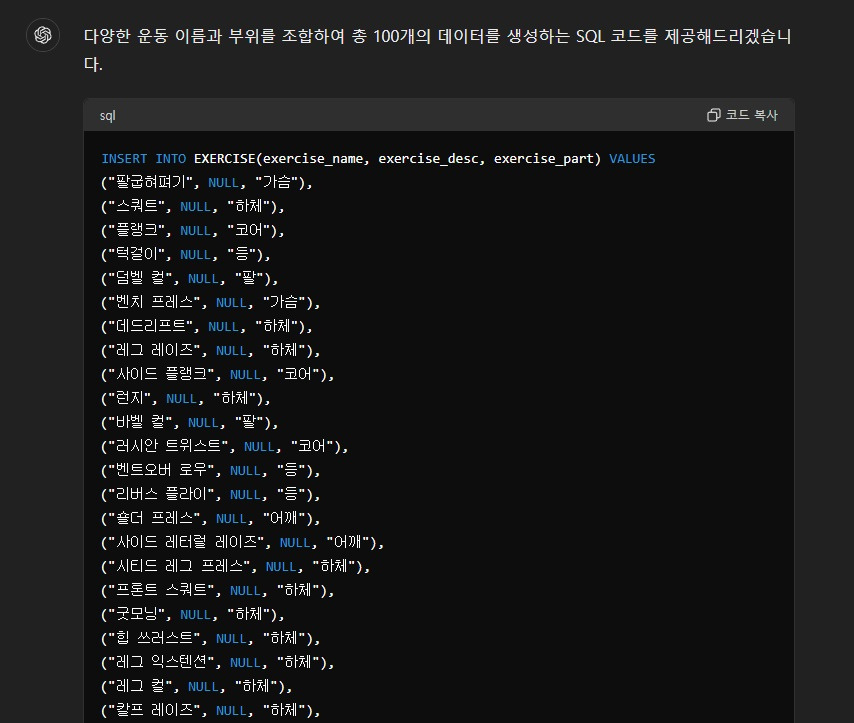 다양한 운동 이름과 부위를 조합하여 총 100개의 데이터를 생성하는 SQL 코드를 제공해드리겠습니
다.
sql 코드 복사
INSERT INTO EXERCISE(exercise_name, exercise_desc, exercise_part) VALUES
("팔굽혀펴기", NULL, "가슴"),
("스쿼트", NULL, "하체"),
("플랭크", NULL, "코어"),
("턱걸이", NULL, "등"),
("덤벨 컬", NULL, "팔"),
("벤치 프레스", NULL, "가슴"),
("데드리프트", NULL, "하체"),
("레그 레이즈", NULL, "하체"),
("사이드 플랭크", NULL, "코어"),
("런지", NULL, "하체"),
("바벨 컬", NULL, "팔"),
("러시안 트위스트", NULL, "코어"),
("벤트오버 로우", NULL, "등"),
("리버스 플라이", NULL, "등"),
("숄더 프레스", NULL, "어깨"),
("사이드 레터럴 레이즈", NULL, "어깨"),
("시티드 레그 프레스", NULL, "하체"),
("프론트 스쿼트", NULL, "하체"),
("굿모닝", NULL, "하체"),
("힙 쓰러스트", NULL, "하체"),
("레그 익스텐션", NULL, "하체"),
("레그 컬", NULL, "하체"),
("칼프 레이즈", NULL, "하체"),